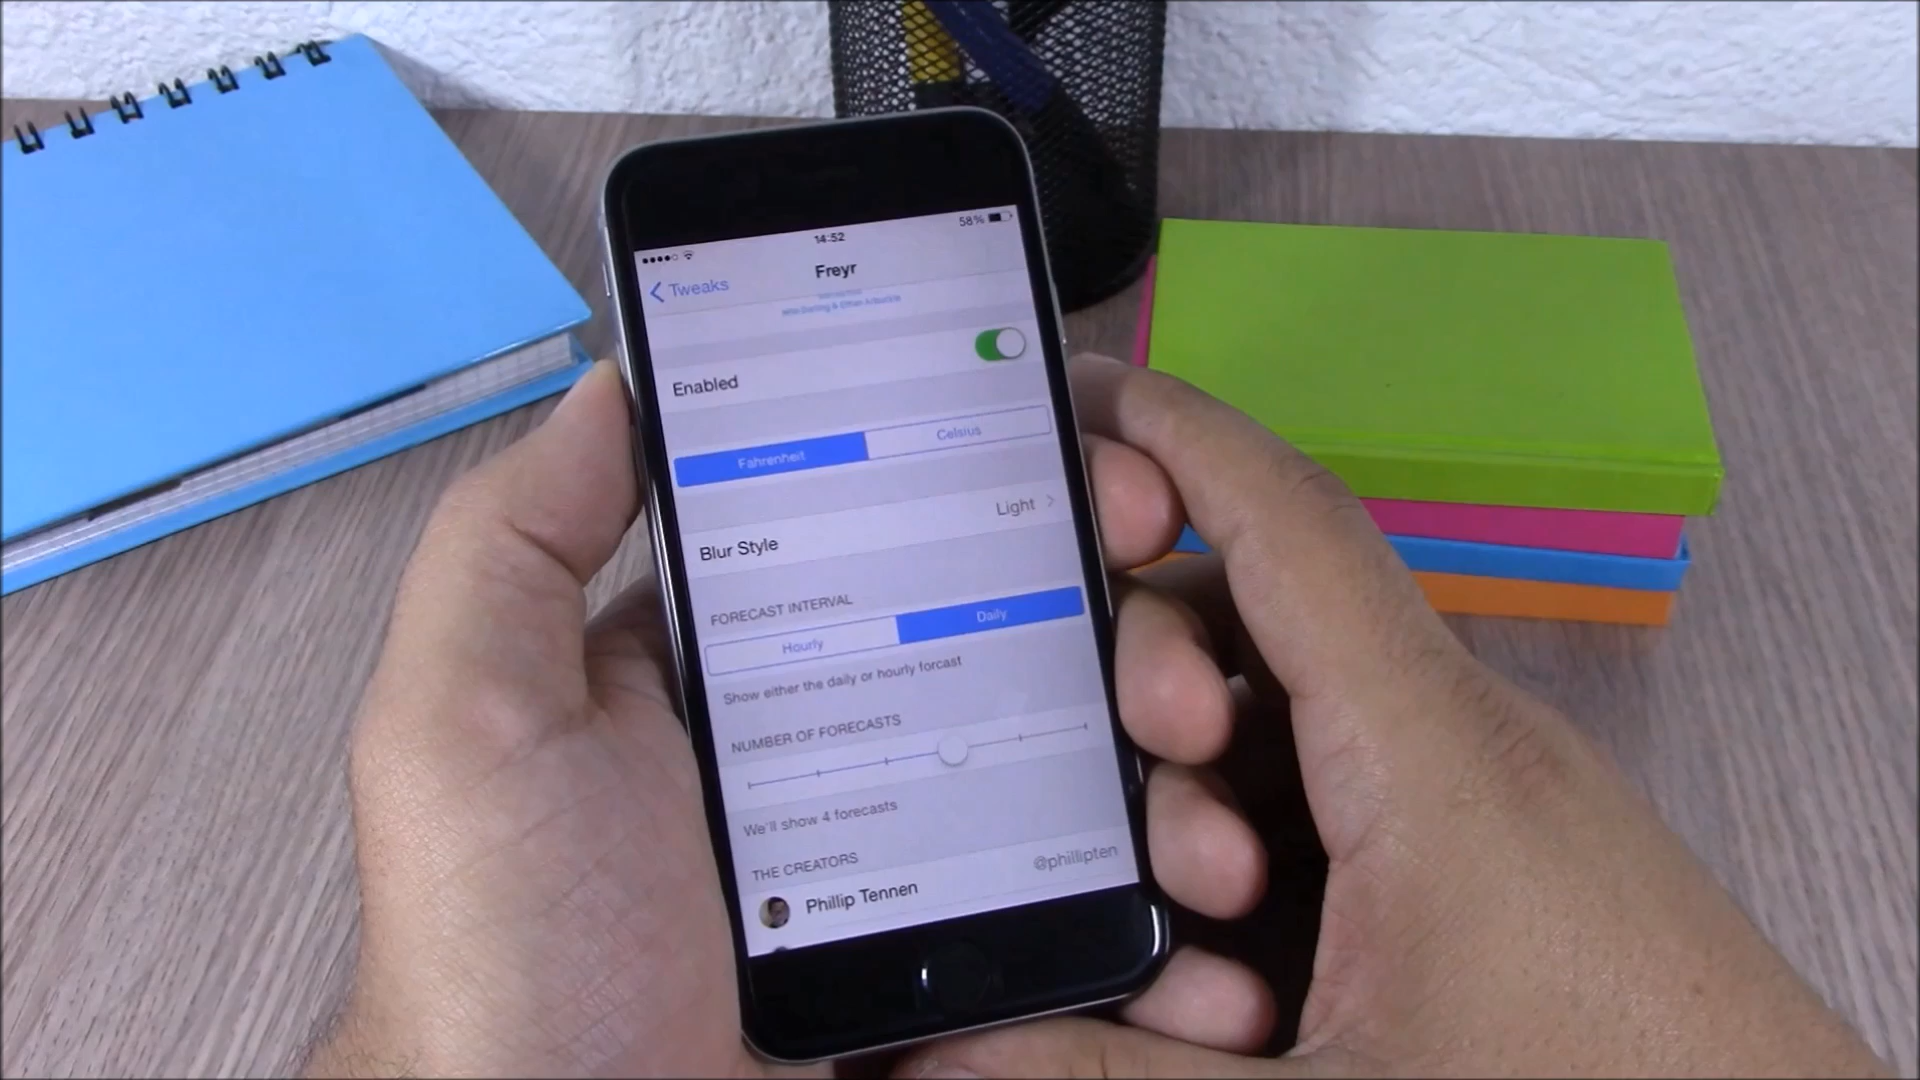 58%
14:52
Tweaks
Freyr
Enabled
Fahrenheit
Celsius
Light
Blur Style
FORECAST INTERVAL
Hourly
Daily
Show either the daily or hourly forcast
NUMBER OF FORECASTS
We'll show 4 forecasts
THE CREATORS
@phillipten
Phillip Tennen